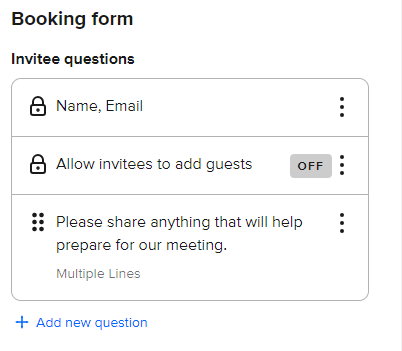 Booking form
Invitee questions
Name, Email
Allow invitees to add guests
OFF
Please share anything that will help
prepare for our meeting.
Multiple Lines
+ Add new question